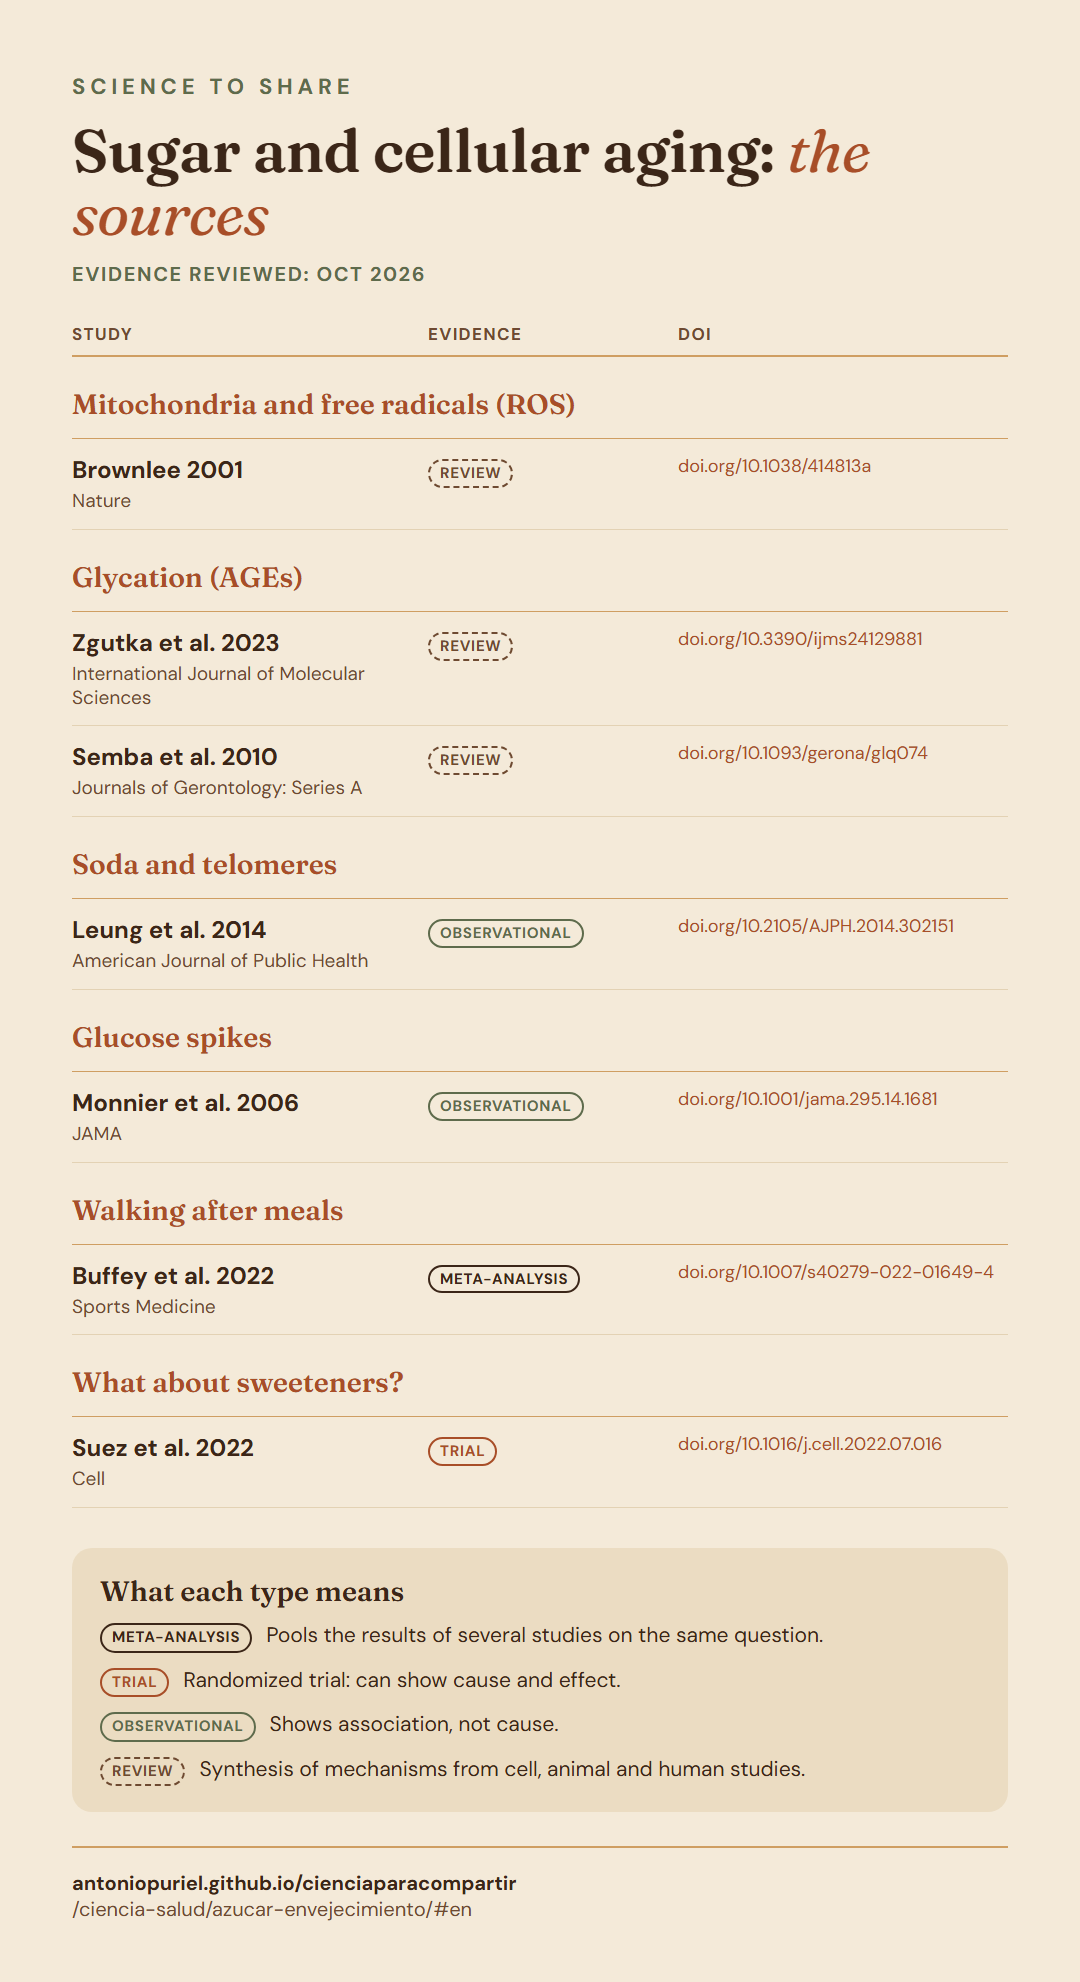 SCIENCE TO SHARE
Sugar and cellular aging: the
sources
EVIDENCE REVIEWED: OCT 2026
STUDY EVIDENCE DOI
Mitochondria and free radicals (ROS)
Brownlee 2001 REVIEW doi.org/10.1038/414813a
Nature
Glycation (AGEs)
Zgutka et al. 2023 REVIEW doi.org/10.3390/ijms24129881
International Journal of Molecular
Sciences
Semba et al. 2010 REVIEW doi.org/10.1093/gerona/glq074
Journals of Gerontology: Series A
Soda and telomeres
Leung et al. 2014 OBSERVATIONAL doi.org/10.2105/AJPH.2014.302151
American Journal of Public Health
Glucose spikes
Monnier et al. 2006 OBSERVATIONAL doi.org/10.1001/jama.295.14.1681
JAMA
Walking after meals
Buffey et al. 2022 META-ANALYSIS doi.org/10.1007/s40279-022-01649-4
Sports Medicine
What about sweeteners?
Suez et al. 2022 TRIAL doi.org/10.1016/j.cell.2022.07.016
Cell
What each type means
META-ANALYSIS Pools the results of several studies on the same question.
TRIAL Randomized trial: can show cause and effect.
OBSERVATIONAL Shows association, not cause.
REVIEW Synthesis of mechanisms from cell, animal and human studies.
antoniopuriel.github.io/cienciaparacompartir
/ciencia-salud/azucar-envejecimiento/#en